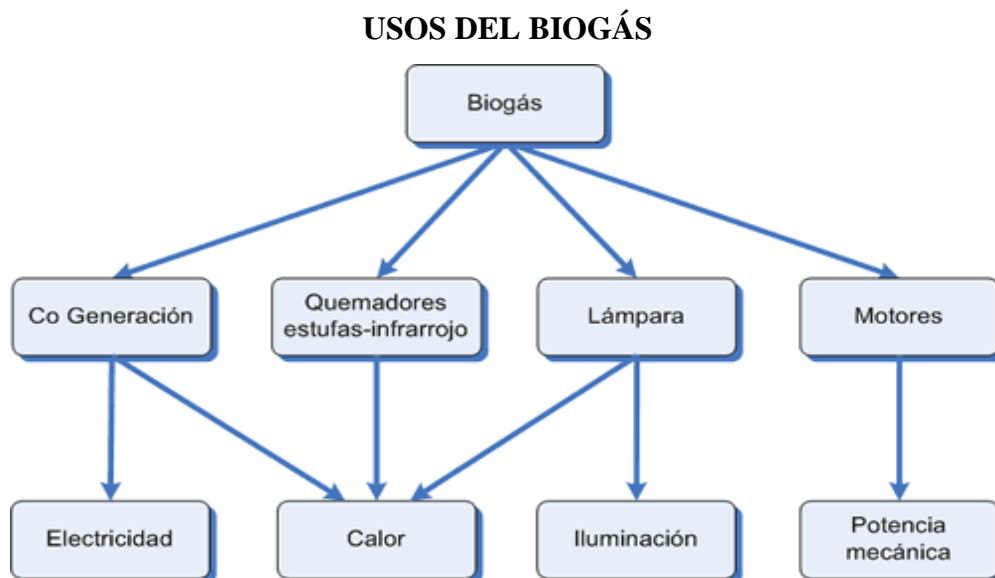 USOS DEL BIOGÁS
Biogás
Co Generación
Quemadores
estufas-infrarrojo
Lámpara
Motores
Electricidad
Calor
Iluminación
Potencia
mecánica